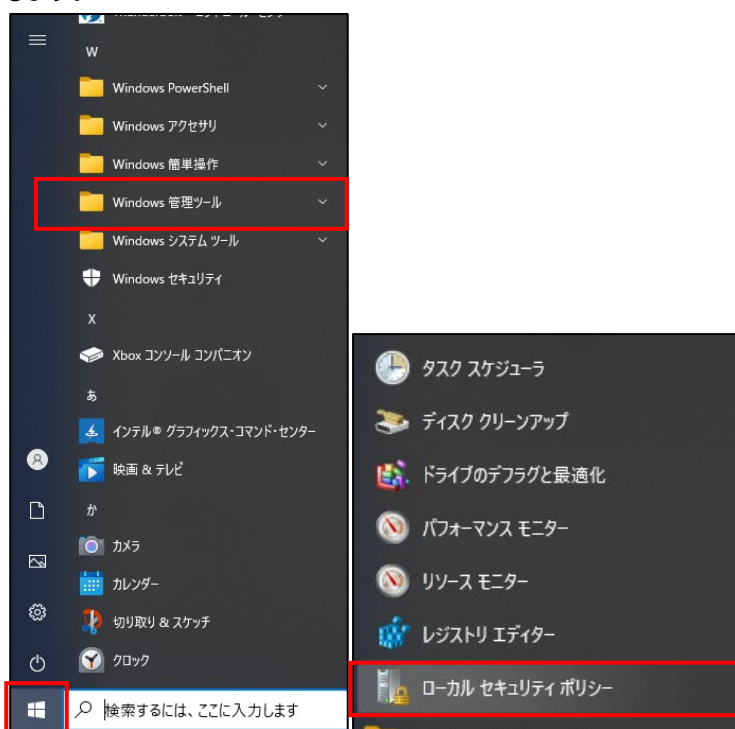 W
Windows PowerShell
Windows アクセサリ
Windows 簡単操作
Windows 管理ツール
Windows システム ツール
Windows セキュリティ
X
Xbox コンソール コンパニオン
あ
インテル® グラフィックス・コマンド・センター
映画 & テレビ
か
カメラ
カレンダー
切り取り & スケッチ
クロック
検索するには、ここに入力します
タスク スケジューラ
ディスク クリーンアップ
ドライブのデフラグと最適化
パフォーマンス モニター
リソース モニター
レジストリ エディター
ローカル セキュリティ ポリシー